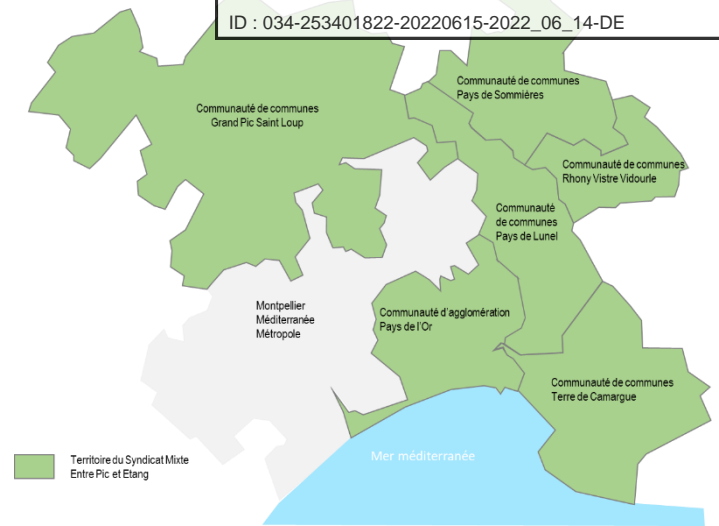 ID : 034-253401822-20220615-2022_06_14-DE
Communauté de communes
Pays de Sommières
Communauté de communes
Grand Pic Saint Loup
Communauté de communes
Rhony Vistre Vidourle
Communauté
de communes
Pays de Lunel
Montpellier
Méditerranée
Métropole
Communauté d'agglomération
Pays de l'Or
Communauté de communes
Terre de Camargue
Mer méditerranée
Territoire du Syndicat Mixte
Entre Pic et Etang